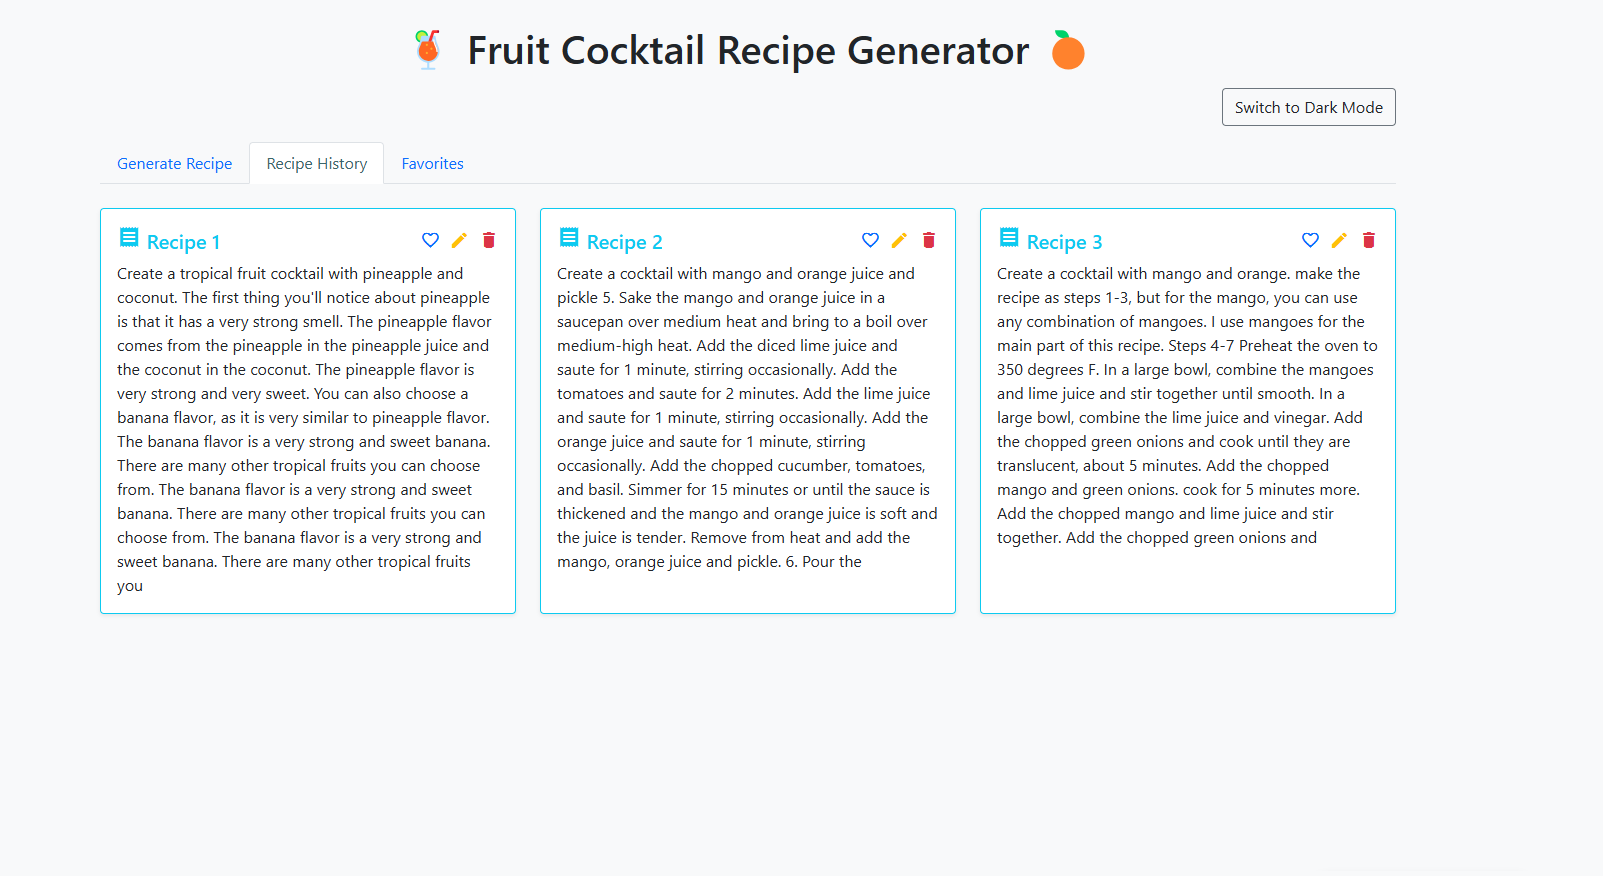 Fruit Cocktail Recipe Generator
Switch to Dark Mode
Generate Recipe
Recipe History
Favorites
Recipe 1
Create a tropical fruit cocktail with pineapple and
coconut. The first thing you'll notice about pineapple
is that it has a very strong smell. The pineapple flavor
comes from the pineapple in the pineapple juice and
the coconut in the coconut. The pineapple flavor is
very strong and very sweet. You can also choose a
banana flavor, as it is very similar to pineapple flavor.
The banana flavor is a very strong and sweet banana.
There are many other tropical fruits you can choose
from. The banana flavor is a very strong and sweet
banana. There are many other tropical fruits you can
choose from. The banana flavor is a very strong and
sweet banana. There are many other tropical fruits
you
Recipe 2
Create a cocktail with mango and orange juice and
pickle 5. Sake the mango and orange juice in a
saucepan over medium heat and bring to a boil over
medium-high heat. Add the diced lime juice and
saute for 1 minute, stirring occasionally. Add the
tomatoes and saute for 2 minutes. Add the lime juice
and saute for 1 minute, stirring occasionally. Add the
orange juice and saute for 1 minute, stirring
occasionally. Add the chopped cucumber, tomatoes,
and basil. Simmer for 15 minutes or until the sauce is
thickened and the mango and orange juice is soft and
the juice is tender. Remove from heat and add the
mango, orange juice and pickle. 6. Pour the
Recipe 3
Create a cocktail with mango and orange. make the
recipe as steps 1-3, but for the mango, you can use
any combination of mangoes. I use mangoes for the
main part of this recipe. Steps 4-7 Preheat the oven to
350 degrees F. In a large bowl, combine the mangoes
and lime juice and stir together until smooth. In a
large bowl, combine the lime juice and vinegar. Add
the chopped green onions and cook until they are
translucent, about 5 minutes. Add the chopped
mango and green onions. cook for 5 minutes more.
Add the chopped mango and lime juice and stir
together. Add the chopped green onions and